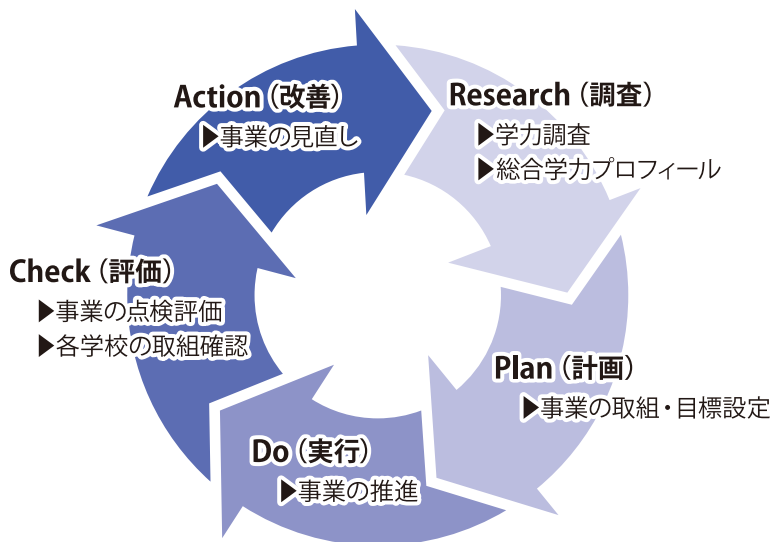 Research（調査）
▶学力調査
▶総合学力プロフィール
Plan（計画）
▶事業の取組・目標設定
Do（実行）
▶事業の推進
Check（評価）
▶事業の点検評価
▶各学校の取組確認
Action（改善）
▶事業の見直し